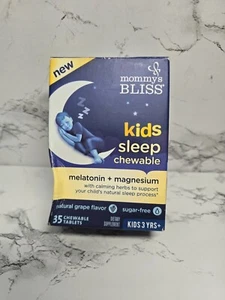 new
mommy's
BLISS
kids
sleep
chewable
melatonin + magnesium
with calming herbs to support
your child's natural sleep process*
natural grape flavor
sugar-free
35 CHEWABLE
TABLETS
DIETARY
SUPPLEMENT
KIDS 3 YRS+